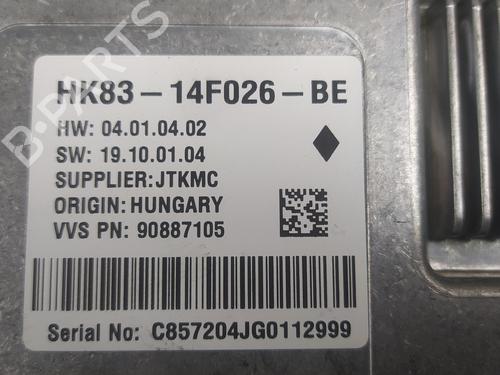 HK83-14F026-BE
HW: 04.01.04.02
SW: 19.10.01.04
SUPPLIER:JTKMC
ORIGIN:HUNGARY
VVS PN: 90887105
Serial No: C857204JG0112999
B-PARTS